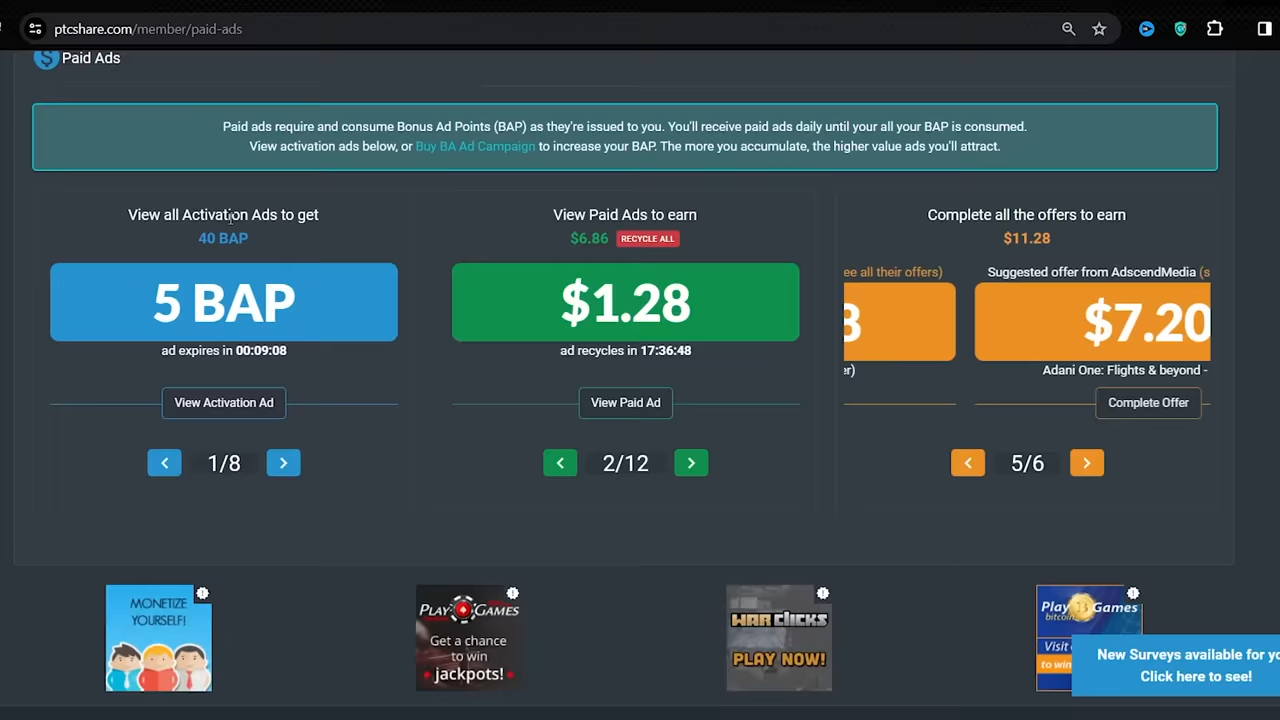 ptcshare.com/member/paid-ads
Paid Ads
Paid ads require and consume Bonus Ad Points (BAP) as they're issued to you. You'll receive paid ads daily until your all your BAP is consumed.
View activation ads below, or Buy BA Ad Campaign to increase your BAP. The more you accumulate, the higher value ads you'll attract.
View all Activation Ads to get
40 BAP
5 BAP
ad expires in 00:09:08
View Activation Ad
1/8
View Paid Ads to earn
$6.86 RECYCLE ALL
$1.28
ad recycles in 17:36:48
View Paid Ad
2/12
Complete all the offers to earn
$11.28
ee all their offers) Suggested offer from AdscendMedia (s
$7.20
er) Adani One: Flights & beyond -
Complete Offer
5/6
MONETIZE
YOURSELF!
PLAY GAMES
Get a chance
to win
jackpots!
WAR CLICKS
PLAY NOW!
Play Games
bitcoin
Visit
to win
New Surveys available for yo
Click here to see!